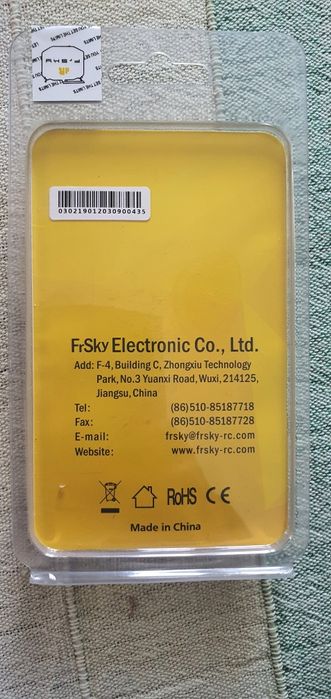 030219012030900435
FrSky Electronic Co., Ltd.
Add: F-4, Building C, Zhongxiu Technology
Park, No.3 Yuanxi Road, Wuxi, 214125,
Jiangsu, China
Tel: (86)510-85187718
Fax: (86)510-85187728
E-mail: frsky@frsky-rc.com
Website: www.frsky-rc.com
RoHS CE
Made in China